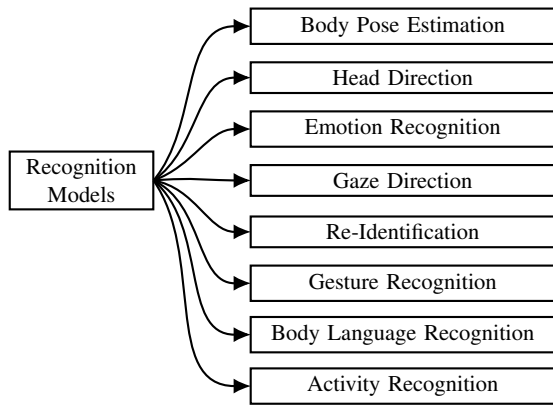 Body Pose Estimation
Head Direction
Emotion Recognition
Recognition
Models
Gaze Direction
Re-Identification
Gesture Recognition
Body Language Recognition
Activity Recognition